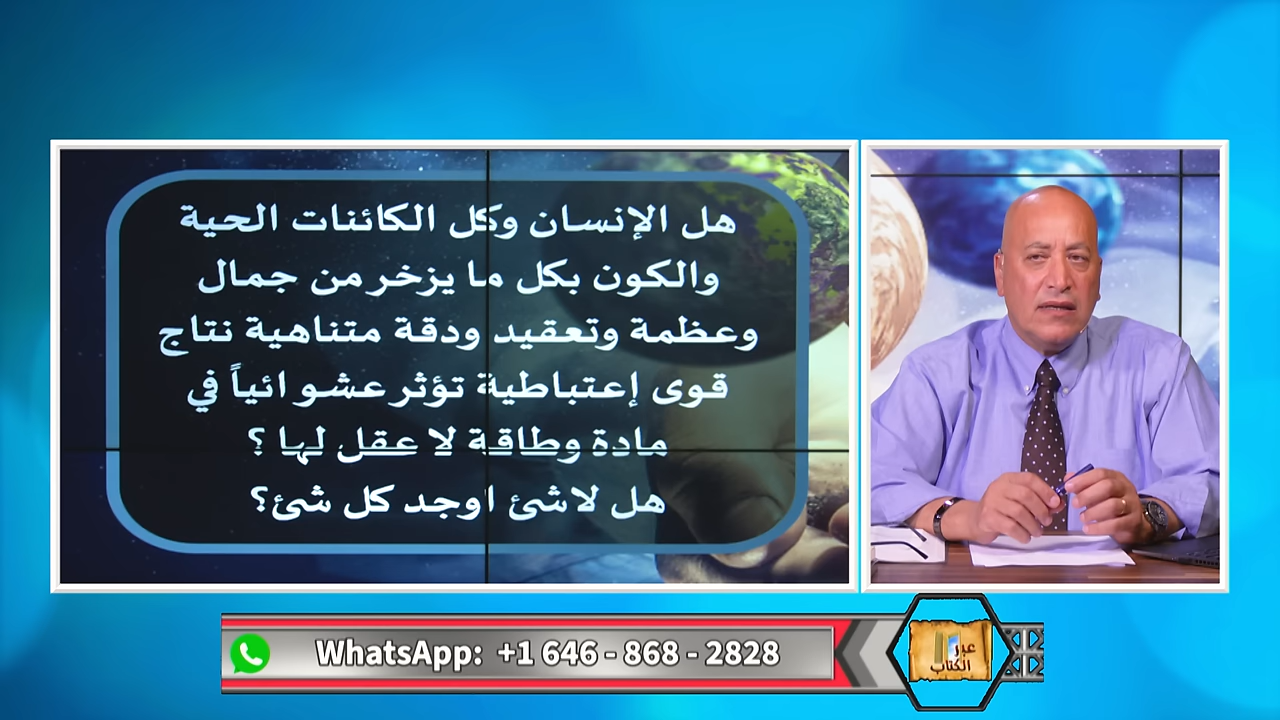 هل الإنسان وكل الكائنات الحية
والكون بكل ما يزخر من جمال
وعظمة وتعقيد ودقة متناهية نتاج
قوى إعتباطية تؤثر عشوائياً في
مادة وطاقة لا عقل لها ؟
هل لاشئ اوجد كل شئ؟
WhatsApp: +1 646 - 868 - 2828
عبر
الكتاب